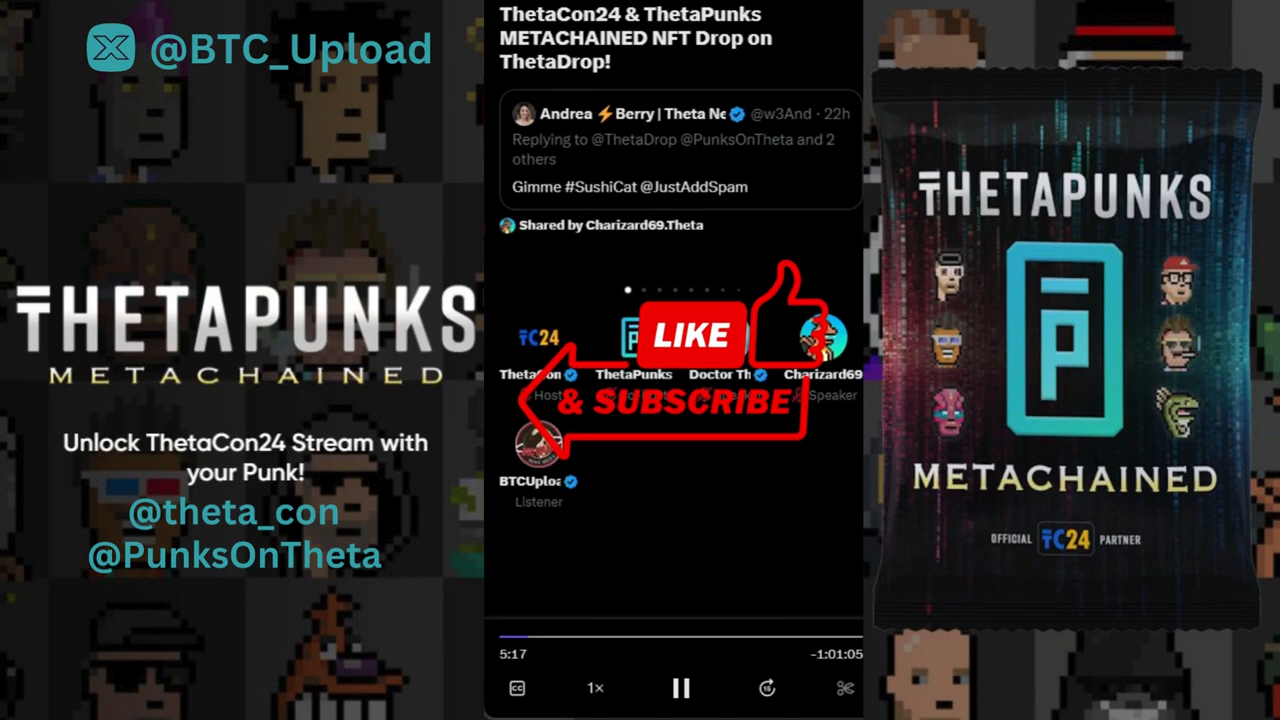 @BTC_Upload
THETAPUNKS
METACHAINED
Unlock ThetaCon24 Stream with
your Punk!
@theta_con
@PunksOnTheta
ThetaCon24 & ThetaPunks
METACHAINED NFT Drop on
ThetaDrop!
Andrea ⚡Berry | Theta Ne @w3And · 22h
Replying to @ThetaDrop @PunksOnTheta and 2
others
Gimme #SushiCat @JustAddSpam
Shared by Charizard69.Theta
TC24
LIKE
ThetaCon ThetaPunks Doctor Th Charizard69
Host Speaker
& SUBSCRIBE
BTCUploa
Listener
5:17 -1:01:05
CC 1× 15
THETAPUNKS
P
METACHAINED
OFFICIAL TC24 PARTNER